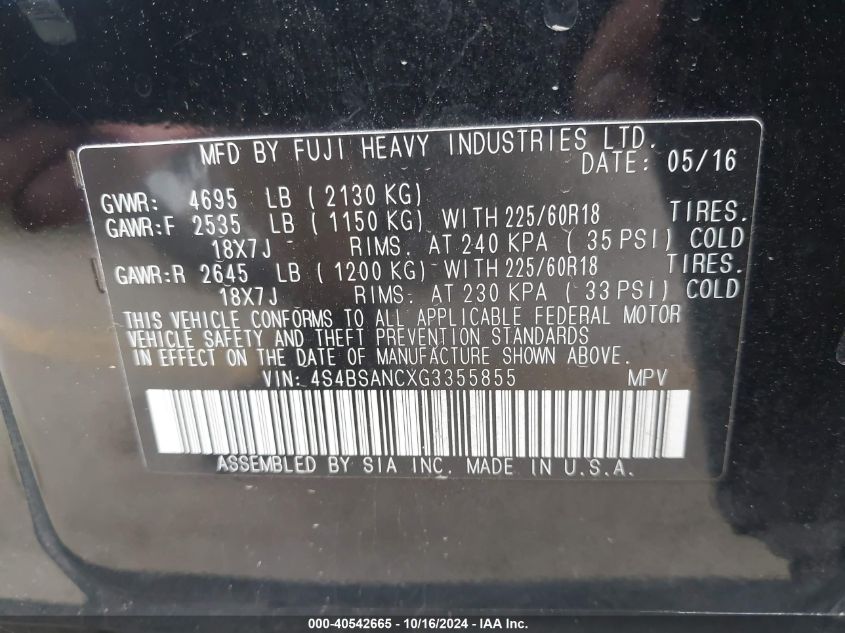 MFD BY FUJI HEAVY INDUSTRIES LTD.
DATE: 05/16
GVWR: 4695 LB ( 2130 KG)
GAWR:F 2535 LB ( 1150 KG) WITH 225/60R18 TIRES.
18X7J RIMS. AT 240 KPA ( 35 PSI) COLD
GAWR:R 2645 LB ( 1200 KG) WITH 225/60R18 TIRES.
18X7J RIMS. AT 230 KPA ( 33 PSI) COLD
THIS VEHICLE CONFORMS TO ALL APPLICABLE FEDERAL MOTOR
VEHICLE SAFETY AND THEFT PREVENTION STANDARDS
IN EFFECT ON THE DATE OF MANUFACTURE SHOWN ABOVE.
VIN: 4S4BSANCXG3355855 MPV
ASSEMBLED BY SIA INC. MADE IN U.S.A.
000-40542665 - 10/16/2024 - IAA Inc.